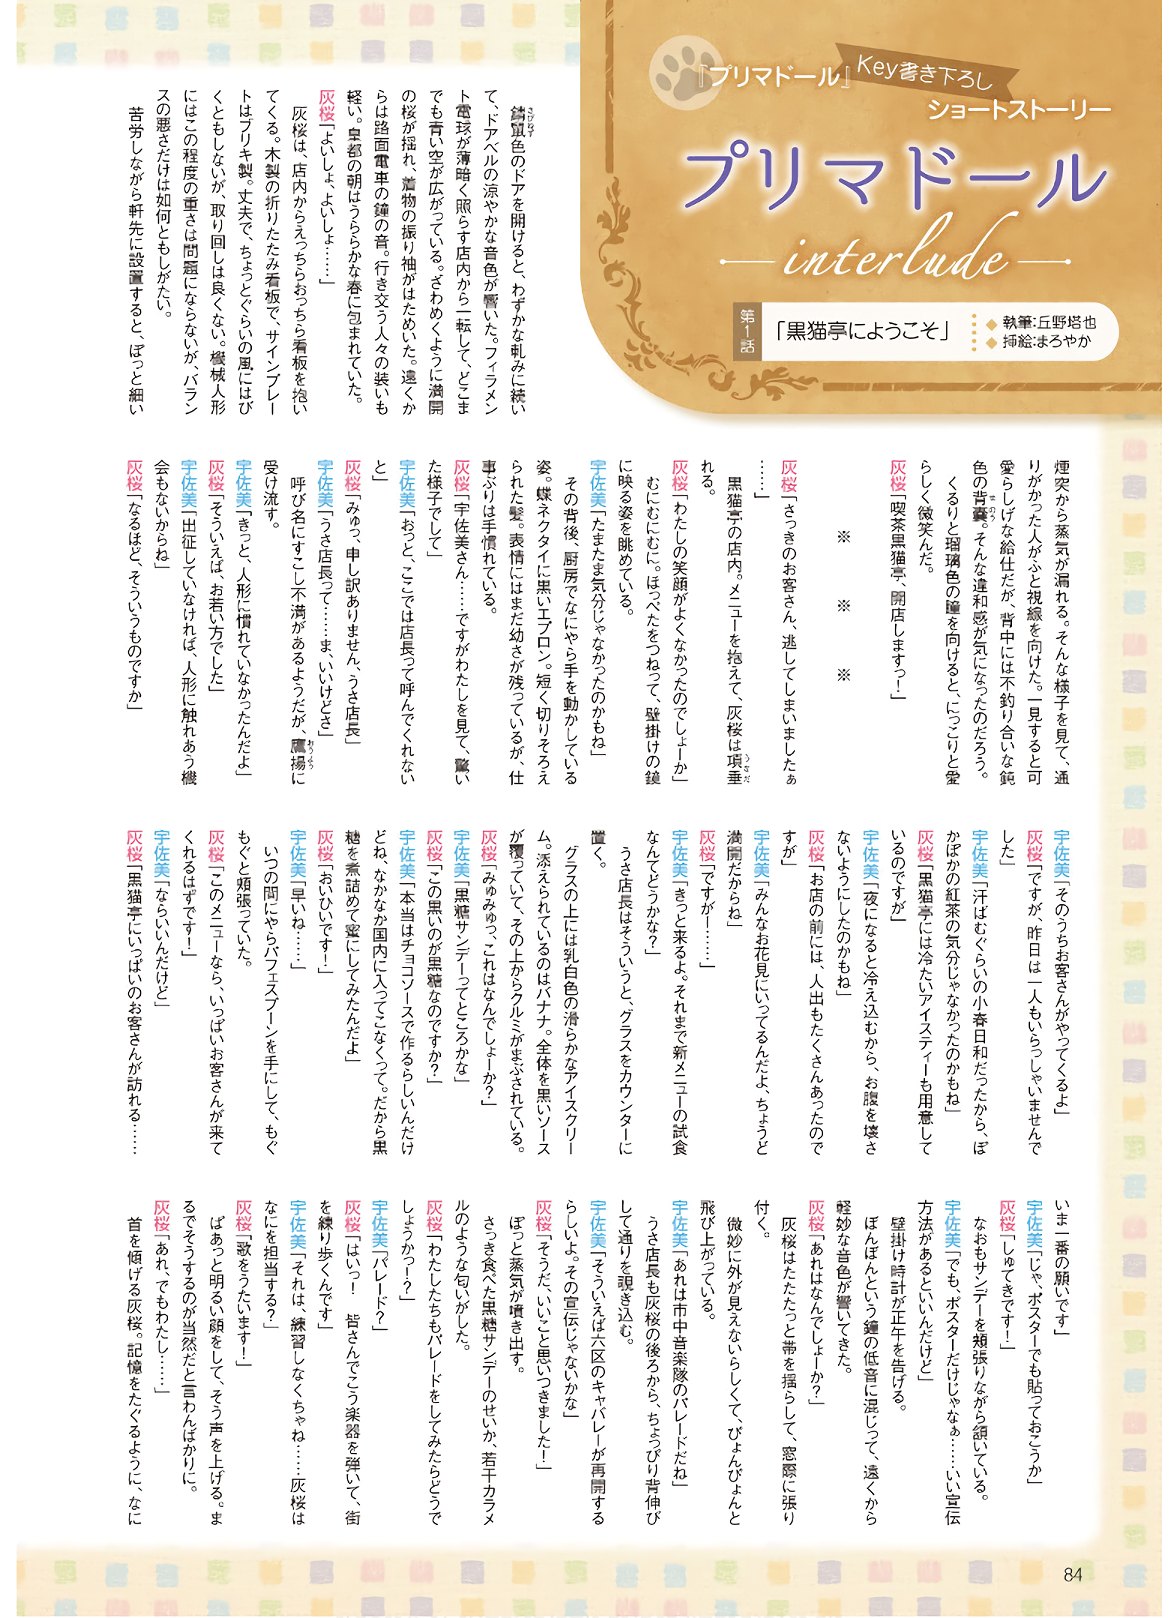 『プリマドール』
Key書き下ろし
ショートストーリー
プリマドール
interlude
第1話
「黒猫亭にようこそ」
◆執筆:丘野塔也
◆挿絵:まろやか
錆鼠色のドアを開けると、わずかな軋みに続い
て、ドアベルの涼やかな音色が響いた。フィラメン
ト電球が薄暗く照らす店内から一転して、どこま
でも青い空が広がっている。ざわめくように満開
の桜が揺れ、着物の振り袖がはためいた。遠くか
らは路面電車の鐘の音。行き交う人々の装いも
軽い。皇都の朝はうららかな春に包まれていた。
灰桜「よいしょ、よいしょ……」
灰桜は、店内からえっちらおっちら看板を抱い
てくる。木製の折りたたみ看板で、サインプレー
トはブリキ製。丈夫で、ちょっとぐらいの風にはび
くともしないが、取り回しは良くない。機械人形
にはこの程度の重さは問題にならないが、バラン
スの悪さだけは如何ともしがたい。
苦労しながら軒先に設置すると、ぽっと細い
煙突から蒸気が漏れる。そんな様子を見て、通
りがかった人がふと視線を向けた。一見すると可
愛らしげな給仕だが、背中には不釣り合いな鈍
色の背嚢。そんな違和感が気になったのだろう。
くるりと瑠璃色の瞳を向けると、にっこりと愛
らしく微笑んだ。
灰桜「喫茶黒猫亭、開店しますっ!」
※　※　※
灰桜「さっきのお客さん、逃してしまいましたぁ
……」
黒猫亭の店内。メニューを抱えて、灰桜は項垂
れる。
灰桜「わたしの笑顔がよくなかったのでしょーか」
むにむにむに。ほっぺたをつねって、壁掛けの鏡
に映る姿を眺めている。
宇佐美「たまたま気分じゃなかったのかもね」
その背後、厨房でなにやら手を動かしている
姿。蝶ネクタイに黒いエプロン。短く切りそろえ
られた髪。表情にはまだ幼さが残っているが、仕
事ぶりは手慣れている。
灰桜「宇佐美さん……ですがわたしを見て、驚い
た様子でして」
宇佐美「おっと、ここでは店長って呼んでくれない
と」
灰桜「みゅっ、申し訳ありません、うさ店長」
宇佐美「うさ店長って……ま、いいけどさ」
呼び名にすこし不満があるようだが、鷹揚に
受け流す。
宇佐美「きっと、人形に慣れていなかったんだよ」
灰桜「そういえば、お若い方でした」
宇佐美「出征していなければ、人形に触れあう機
会もないからね」
灰桜「なるほど、そういうものですか」
宇佐美「そのうちお客さんがやってくるよ」
灰桜「ですが、昨日は一人もいらっしゃいませんで
した」
宇佐美「汗ばむぐらいの小春日和だったから、ぽ
かぽかの紅茶の気分じゃなかったのかもね」
灰桜「黒猫亭には冷たいアイスティーも用意して
いるのですが」
宇佐美「夜になると冷え込むから、お腹を壊さ
ないようにしたのかもね」
灰桜「お店の前には、人出もたくさんあったので
すが」
宇佐美「みんなお花見にいってるんだよ、ちょうど
満開だからね」
灰桜「ですがー……」
宇佐美「きっと来るよ。それまで新メニューの試食
なんてどうかな?」
うさ店長はそういうと、グラスをカウンターに
置く。
グラスの上には乳白色の滑らかなアイスクリー
ム。添えられているのはバナナ。全体を黒いソース
が覆っていて、その上からクルミがまぶされている。
灰桜「みゅみゅっ、これはなんでしょーか?」
宇佐美「黒糖サンデーってところかな」
灰桜「この黒いのが黒糖なのですか?」
宇佐美「本当はチョコソースで作るらしいんだけ
どね、なかなか国内に入ってこなくって。だから黒
糖を煮詰めて蜜にしてみたんだよ」
灰桜「おいひいです!」
宇佐美「早いね……」
いつの間にやらパフェスプーンを手にして、もぐ
もぐと頬張っていた。
灰桜「このメニューなら、いっぱいお客さんが来て
くれるはずです!」
宇佐美「ならいいんだけど」
灰桜「黒猫亭にいっぱいのお客さんが訪れる……
いま一番の願いです」
宇佐美「じゃ、ポスターでも貼っておこうか」
灰桜「しゅてきです!」
なおもサンデーを頬張りながら頷いている。
宇佐美「でも、ポスターだけじゃなぁ……いい宣伝
方法があるといいんだけど」
壁掛け時計が正午を告げる。
ぼんぼんという鐘の低音に混じって、遠くから
軽妙な音色が響いてきた。
灰桜「あれはなんでしょーか?」
灰桜はたたたっと帯を揺らして、窓際に張り
付く。
微妙に外が見えないらしくて、ぴょんぴょんと
飛び上がっている。
宇佐美「あれは市中音楽隊のパレードだね」
うさ店長も灰桜の後ろから、ちょっぴり背伸び
して通りを覗き込む。
宇佐美「そういえば六区のキャバレーが再開する
らしいよ。その宣伝じゃないかな」
灰桜「そうだ、いいこと思いつきました!」
ぽっと蒸気が噴き出す。
さっき食べた黒糖サンデーのせいか、若干カラメ
ルのような匂いがした。
灰桜「わたしたちもパレードをしてみたらどうで
しょうかつー?」
宇佐美「パレード?」
灰桜「はいっ!　皆さんでこう楽器を弾いて、街
を練り歩くんです」
宇佐美「それは、練習しなくちゃね……灰桜は
なにを担当する?」
灰桜「歌をうたいます!」
ぱあっと明るい顔をして、そう声を上げる。ま
るでそうするのが当然だと言わんばかりに。
灰桜「あれ、でもわたし……」
首を傾げる灰桜。記憶をたぐるように、なに
84